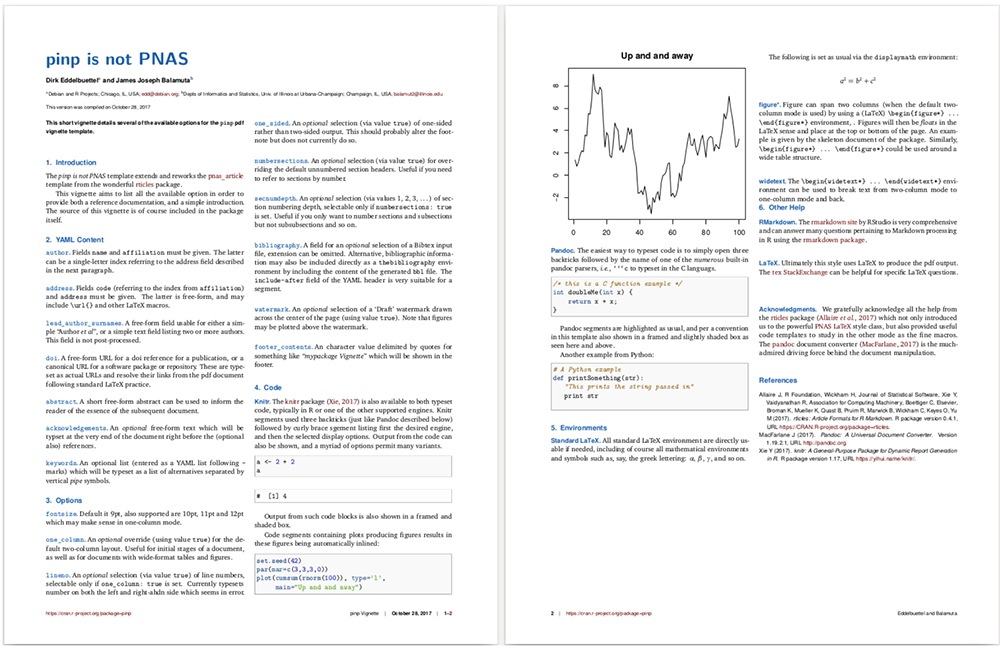 pinp is not PNAS
Dirk Eddelbuettelª and James Joseph Balamutaᵇ
ªDebian and R Projects; Chicago, IL, USA; edd@debian.org; ᵇDepts of Informatics and Statistics, Univ. of Illinois at Urbana-Champaign; Champaign, IL, USA; balamut2@illinois.edu
This version was compiled on October 28, 2017
This short vignette details several of the available options for the pinp pdf
vignette template.
1. Introduction
The pinp is not PNAS template extends and reworks the pnas_article
template from the wonderful rticles package.
This vignette aims to list all the available option in order to
provide both a reference documentation, and a simple introduction.
The source of this vignette is of course included in the package
itself.
2. YAML Content
author. Fields name and affiliation must be given. The latter
can be a single-letter index referring to the address field described
in the next paragraph.
address. Fields code (referring to the index from affiliation)
and address must be given. The latter is free-form, and may
include \url{} and other LaTeX macros.
lead_author_surnames. A free-form field usable for either a sim-
ple "Author et al", or a simple text field listing two or more authors.
This field is not post-processed.
doi. A free-form URL for a doi reference for a publication, or a
canonical URL for a software package or repository. These are type-
set as actual URLs and resolve their links from the pdf document
following standard LaTeX practice.
abstract. A short free-form abstract can be used to inform the
reader of the essence of the subsequent document.
acknowledgements. An optional free-form text which will be
typeset at the very end of the document right before the (optional
also) references.
keywords. An optional list (entered as a YAML list following -
marks) which will be typeset as a list of alternatives separated by
vertical pipe symbols.
3. Options
fontsize. Default it 9pt, also supported are 10pt, 11pt and 12pt
which may make sense in one-column mode.
one_column. An optional override (using value true) for the de-
fault two-column layout. Useful for initial stages of a document,
as well as for documents with wide-format tables and figures.
lineno. An optional selection (via value true) of line numbers,
selectable only if one_column: true is set. Currently typesets
number on both the left and right-ahdn side which seems in error
one_sided. An optional selection (via value true) of one-sided
rather than two-sided output. This should probably alter the foot-
note but does not currently do so.
numbersections. An optional selection (via value true) for over-
riding the default unnumbered section headers. Useful if you need
to refer to sections by number.
secnumdepth. An optional selection (via values 1, 2, 3, …) of sec-
tion numbering depth, selectable only if numbersections: true
is set. Useful if you only want to number sections and subsections
but not subsubsections and so on.
bibliography. A field for an optional selection of a Bibtex input
file, extension can be omitted. Alternative, bibliographic informa-
tion may also be included directly as a thebibliography environ-
ment by including the content of the generated bbl file. The
include-after field of the YAML header is very suitable for a
segment.
watermark. An optional selection of a 'Draft' watermark drawn
across the center of the page (using value true). Note that figures
may be plotted above the watermark.
footer_contents. An character value delimited by quotes for
something like "mypackage Vignette" which will be shown in the
footer.
4. Code
Knitr. The knitr package (Xie, 2017) is also available to both typeset
code, typically in R or one of the other supported engines. Knitr
segments used three backticks (just like Pandoc described below)
followed by curly brace segment listing first the desired engine,
and then the selected display options. Output from the code can
also be shown, and a myriad of options permit many variants.
a <- 2 + 2
a
# [1] 4
Output from such code blocks is also shown in a framed and
shaded box.
Code segments containing plots producing figures results in
these figures being automatically inlined:
set.seed(42)
par(mar=c(3,3,3,0))
plot(cumsum(rnorm(100)), type='l',
main="Up and and away")
https://cran.r-project.org/package=pinp
pinp Vignette | October 28, 2017 | 1–2
Up and and away
8
6
4
2
0
-2
0 20 40 60 80 100
Pandoc. The easiest way to typeset code is to simply open three
backticks followed by the name of one of the numerous built-in
pandoc parsers, i.e., ```c to typeset in the C languages.
/* this is a C function example */
int doubleMe(int x) {
return x + x;
}
Pandoc segments are highlighted as usual, and per a convention
in this template also shown in a framed and slightly shaded box as
seen here and above.
Another example from Python:
# A Python example
def printSomething(str):
"This prints the string passed in"
print str
5. Environments
Standard LaTeX. All standard LaTeX environment are directly us-
able if needed, including of course all mathematical environments
and symbols such as, say, the greek lettering: α, β, γ, and so on.
The following is set as usual via the displaymath environment:
a² = b² + c²
figure*. Figure can span two columns (when the default two-
column mode is used) by using a (LaTeX) \begin{figure*} ...
\end{figure*} environment, . Figures will then be floats in the
LaTeX sense and place at the top or bottom of the page. An exam-
ple is given by the skeleton document of the package. Similarly,
\begin{figure*} ... \end{figure*} could be used around a
wide table structure.
widetext. The \begin{widetext*} ... \end{widetext*} envi-
ronment can be used to break text from two-column mode to
one-column mode and back.
6. Other Help
RMarkdown. The rmarkdown site by RStudio is very comprehensive
and can answer many questions pertaining to Markdown processing
in R using the rmarkdown package.
LaTeX. Ultimately this style uses LaTeX to produce the pdf output.
The tex StackExchange can be helpful for specific LaTeX questions.
Acknowledgments. We gratefully acknowledge all the help from
the rticles package (Allaire et al., 2017) which not only introduced
us to the powerful PNAS LaTeX style class, but also provided useful
code templates to study in the other mode as the fine macros.
The pandoc document converter (MacFarlane, 2017) is the much-
admired driving force behind the document manipulation.
References
Allaire J, R Foundation, Wickham H, Journal of Statistical Software, Xie Y,
Vaidyanathan R, Association for Computing Machinery, Boettiger C, Elsevier,
Broman K, Mueller K, Quast B, Pruim R, Marwick B, Wickham C, Keyes O, Yu
M (2017). rticles: Article Formats for R Markdown. R package version 0.4.1,
URL https://CRAN.R-project.org/package=rticles.
MacFarlane J (2017). Pandoc: A Universal Document Converter. Version
1.19.2.1, URL http://pandoc.org.
Xie Y (2017). knitr: A General-Purpose Package for Dynamic Report Generation
in R. R package version 1.17, URL https://yihui.name/knitr/.
2 | https://cran.r-project.org/package=pinp
Eddelbuettel and Balamuta